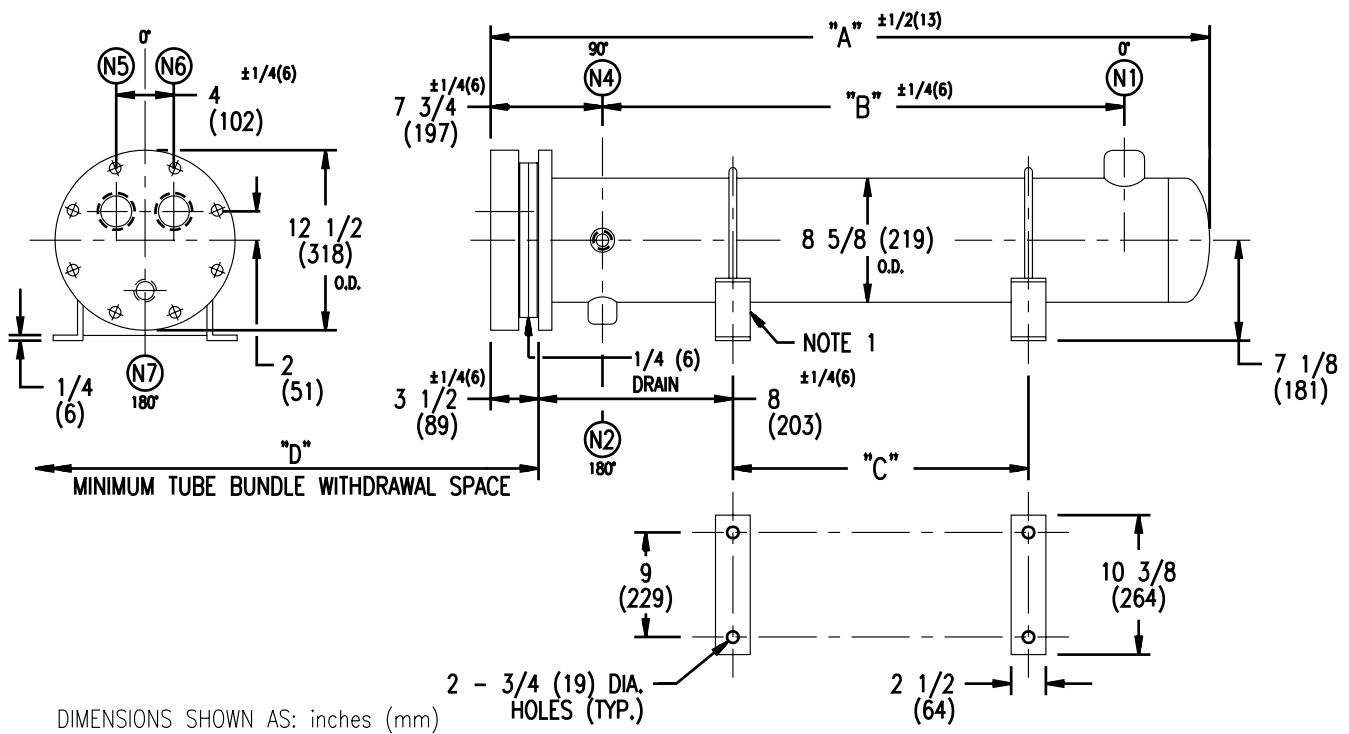 0°
N5
N6
±1/4(6)
4
(102)
12 1/2
(318)
O.D.
1/4
(6)
N7
180°
2
(51)
"A" ±1/2(13)
90°
N4
0°
N1
±1/4(6)
7 3/4
(197)
"B" ±1/4(6)
8 5/8 (219)
O.D.
NOTE 1
1/4 (6)
DRAIN
7 1/8
(181)
±1/4(6)
3 1/2
(89)
±1/4(6)
8
(203)
N2
180°
"D"
MINIMUM TUBE BUNDLE WITHDRAWAL SPACE
"C"
9
(229)
10 3/8
(264)
2 - 3/4 (19) DIA.
HOLES (TYP.)
2 1/2
(64)
DIMENSIONS SHOWN AS: inches (mm)